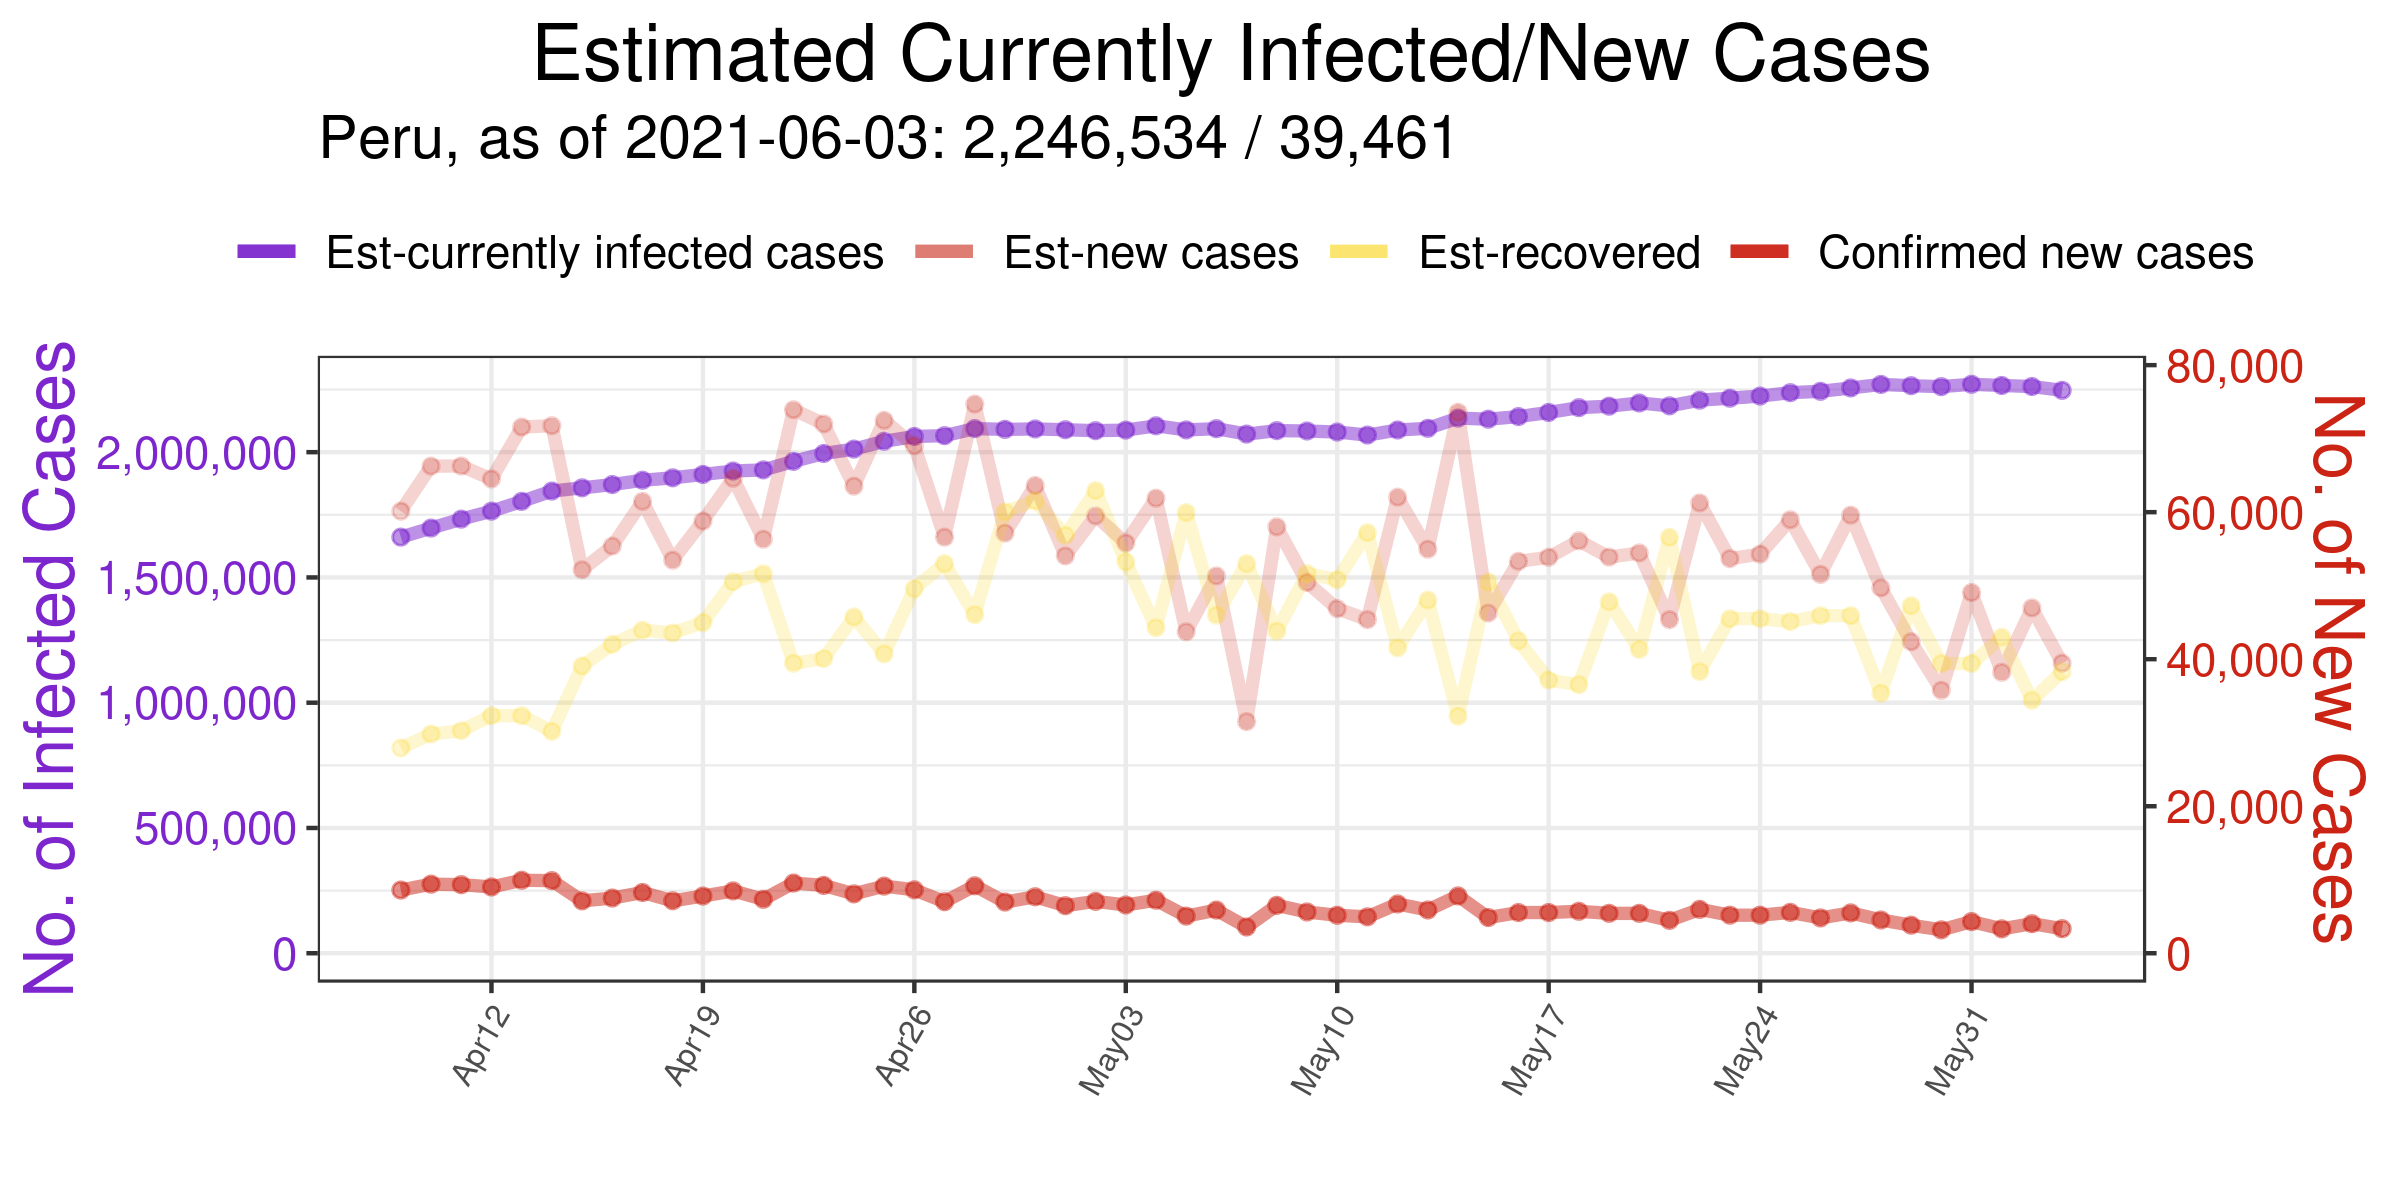 Estimated Currently Infected/New Cases
Peru, as of 2021-06-03: 2,246,534 / 39,461
Est-currently infected cases Est-new cases Est-recovered Confirmed new cases
No. of Infected Cases
2,000,000
1,500,000
1,000,000
500,000
0
80,000
60,000
40,000
20,000
0
No. of New Cases
Apr12 Apr19 Apr26 May03 May10 May17 May24 May31